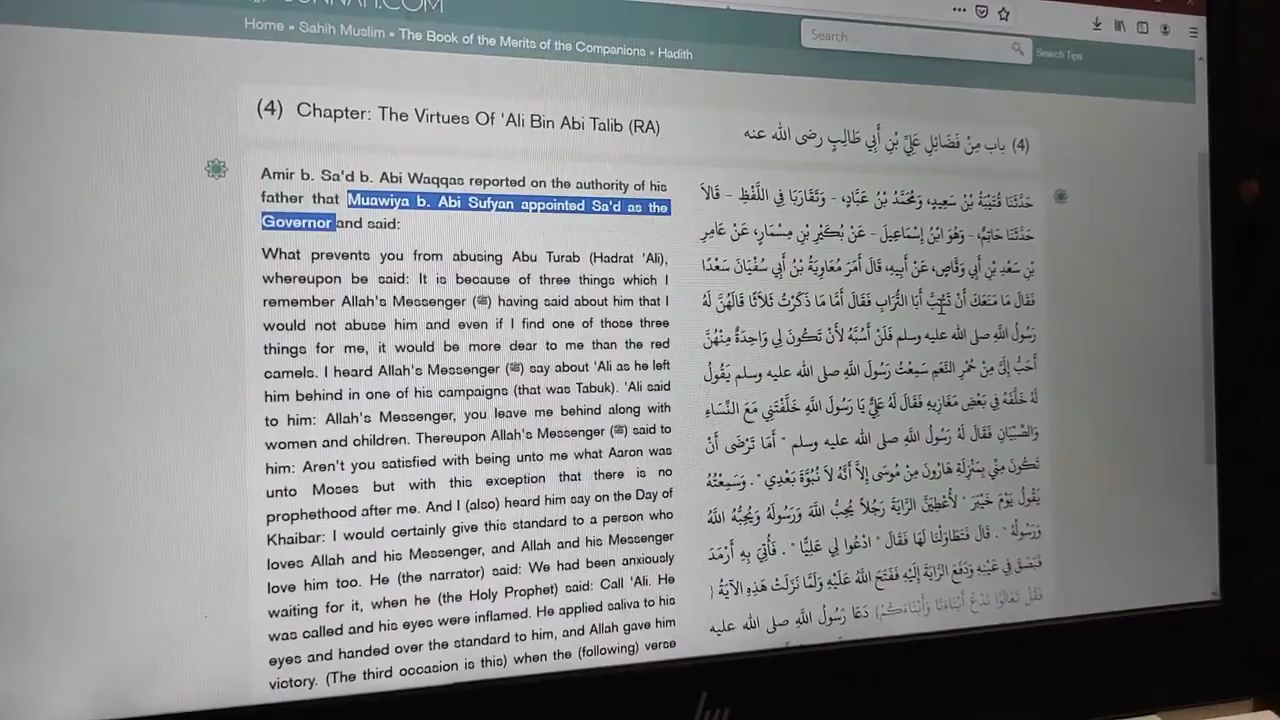 SUNNAH.COM
Home » Sahih Muslim » The Book of the Merits of the Companions » Hadith
Search ...
Search Tips
(4) Chapter: The Virtues Of 'Ali Bin Abi Talib (RA)
(4) باب مِنْ فَضَائِلِ عَلِيِّ بْنِ أَبِي طَالِبٍ رضى الله عنه
Amir b. Sa'd b. Abi Waqqas reported on the authority of his
father that Muawiya b. Abi Sufyan appointed Sa'd as the
Governor and said:
What prevents you from abusing Abu Turab (Hadrat 'Ali),
whereupon be said: It is because of three things which I
remember Allah's Messenger (ﷺ) having said about him that I
would not abuse him and even if I find one of those three
things for me, it would be more dear to me than the red
camels. I heard Allah's Messenger (ﷺ) say about 'Ali as he left
him behind in one of his campaigns (that was Tabuk). 'Ali said
to him: Allah's Messenger, you leave me behind along with
women and children. Thereupon Allah's Messenger (ﷺ) said to
him: Aren't you satisfied with being unto me what Aaron was
unto Moses but with this exception that there is no
prophethood after me. And I (also) heard him say on the Day of
Khaibar: I would certainly give this standard to a person who
loves Allah and his Messenger, and Allah and his Messenger
love him too. He (the narrator) said: We had been anxiously
waiting for it, when he (the Holy Prophet) said: Call 'Ali. He
was called and his eyes were inflamed. He applied saliva to his
eyes and handed over the standard to him, and Allah gave him
victory. (The third occasion is this) when the (following) verse
حَدَّثَنَا قُتَيْبَةُ بْنُ سَعِيدٍ، وَمُحَمَّدُ بْنُ عَبَّادٍ، - وَتَقَارَبَا فِي اللَّفْظِ - قَالاَ
حَدَّثَنَا حَاتِمٌ، - وَهُوَ ابْنُ إِسْمَاعِيلَ - عَنْ بُكَيْرِ بْنِ مِسْمَارٍ، عَنْ عَامِرِ
بْنِ سَعْدِ بْنِ أَبِي وَقَّاصٍ، عَنْ أَبِيهِ، قَالَ أَمَرَ مُعَاوِيَةُ بْنُ أَبِي سُفْيَانَ سَعْدًا
فَقَالَ مَا مَنَعَكَ أَنْ تَسُبَّ أَبَا التُّرَابِ فَقَالَ أَمَّا مَا ذَكَرْتُ ثَلاَثًا قَالَهُنَّ لَهُ
رَسُولُ اللَّهِ صلى الله عليه وسلم فَلَنْ أَسُبَّهُ لأَنْ تَكُونَ لِي وَاحِدَةٌ مِنْهُنَّ
أَحَبُّ إِلَىَّ مِنْ حُمْرِ النَّعَمِ سَمِعْتُ رَسُولَ اللَّهِ صلى الله عليه وسلم يَقُولُ
لَهُ خَلَّفَهُ فِي بَعْضِ مَغَازِيهِ فَقَالَ لَهُ عَلِيٌّ يَا رَسُولَ اللَّهِ خَلَّفْتَنِي مَعَ النِّسَاءِ
وَالصِّبْيَانِ فَقَالَ لَهُ رَسُولُ اللَّهِ صلى الله عليه وسلم " أَمَا تَرْضَى أَنْ
تَكُونَ مِنِّي بِمَنْزِلَةِ هَارُونَ مِنْ مُوسَى إِلاَّ أَنَّهُ لاَ نُبُوَّةَ بَعْدِي " . وَسَمِعْتُهُ
يَقُولُ يَوْمَ خَيْبَرَ " لأُعْطِيَنَّ الرَّايَةَ رَجُلاً يُحِبُّ اللَّهَ وَرَسُولَهُ وَيُحِبُّهُ اللَّهُ
وَرَسُولُهُ " . قَالَ فَتَطَاوَلْنَا لَهَا فَقَالَ " ادْعُوا لِي عَلِيًّا " . فَأُتِيَ بِهِ أَرْمَدَ
فَبَصَقَ فِي عَيْنِهِ وَدَفَعَ الرَّايَةَ إِلَيْهِ فَفَتَحَ اللَّهُ عَلَيْهِ وَلَمَّا نَزَلَتْ هَذِهِ الآيَةُ (
فَقُلْ تَعَالَوْا نَدْعُ أَبْنَاءَنَا وَأَبْنَاءَكُمْ) دَعَا رَسُولُ اللَّهِ صلى الله عليه
hp